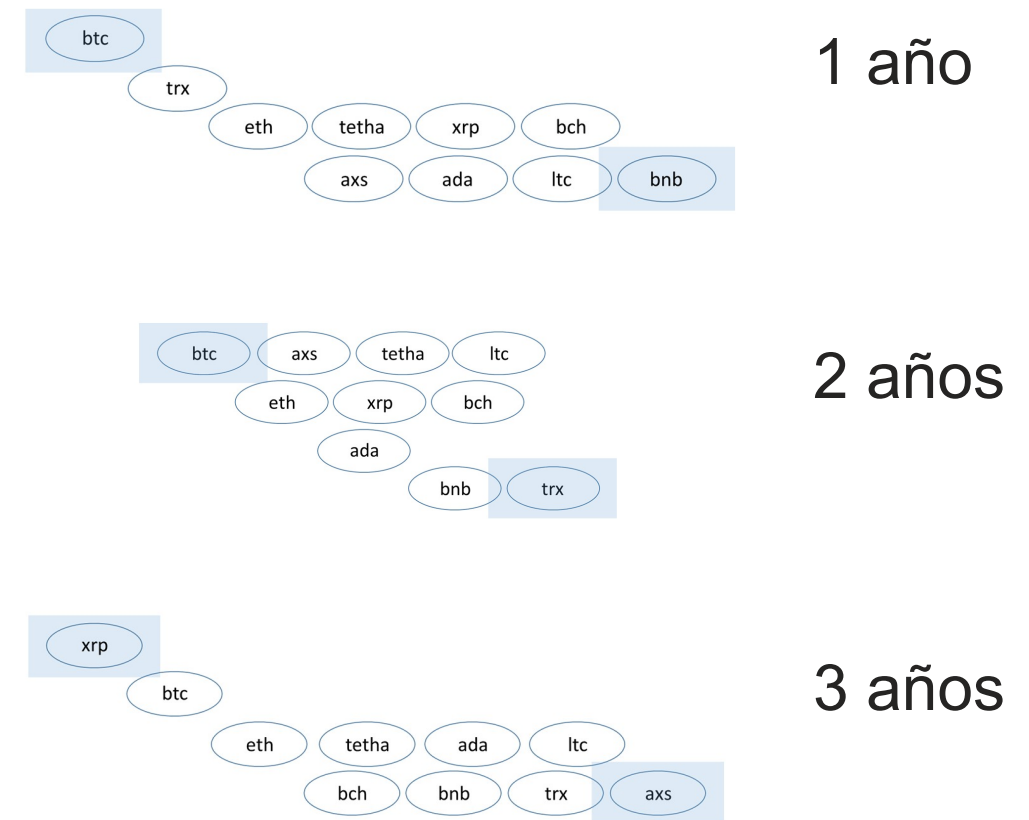 btc
1 año
trx
eth tetha xrp bch
axs ada ltc bnb
btc axs tetha ltc
2 años
eth xrp bch
ada
bnb trx
xrp
3 años
btc
eth tetha ada ltc
bch bnb trx axs